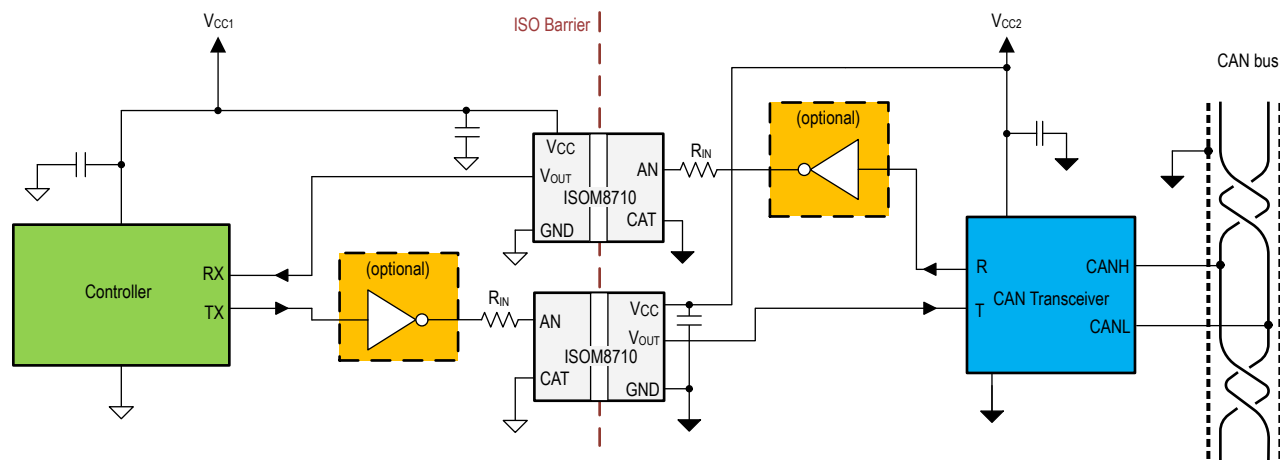 ISO Barrier
VCC1
VCC2
CAN bus
(optional)
VCC
VOUT
ISOM8710
GND
AN
CAT
RIN
Controller
RX
TX
(optional)
RIN
AN
CAT
ISOM8710
VCC
VOUT
GND
R
T
CAN Transceiver
CANH
CANL